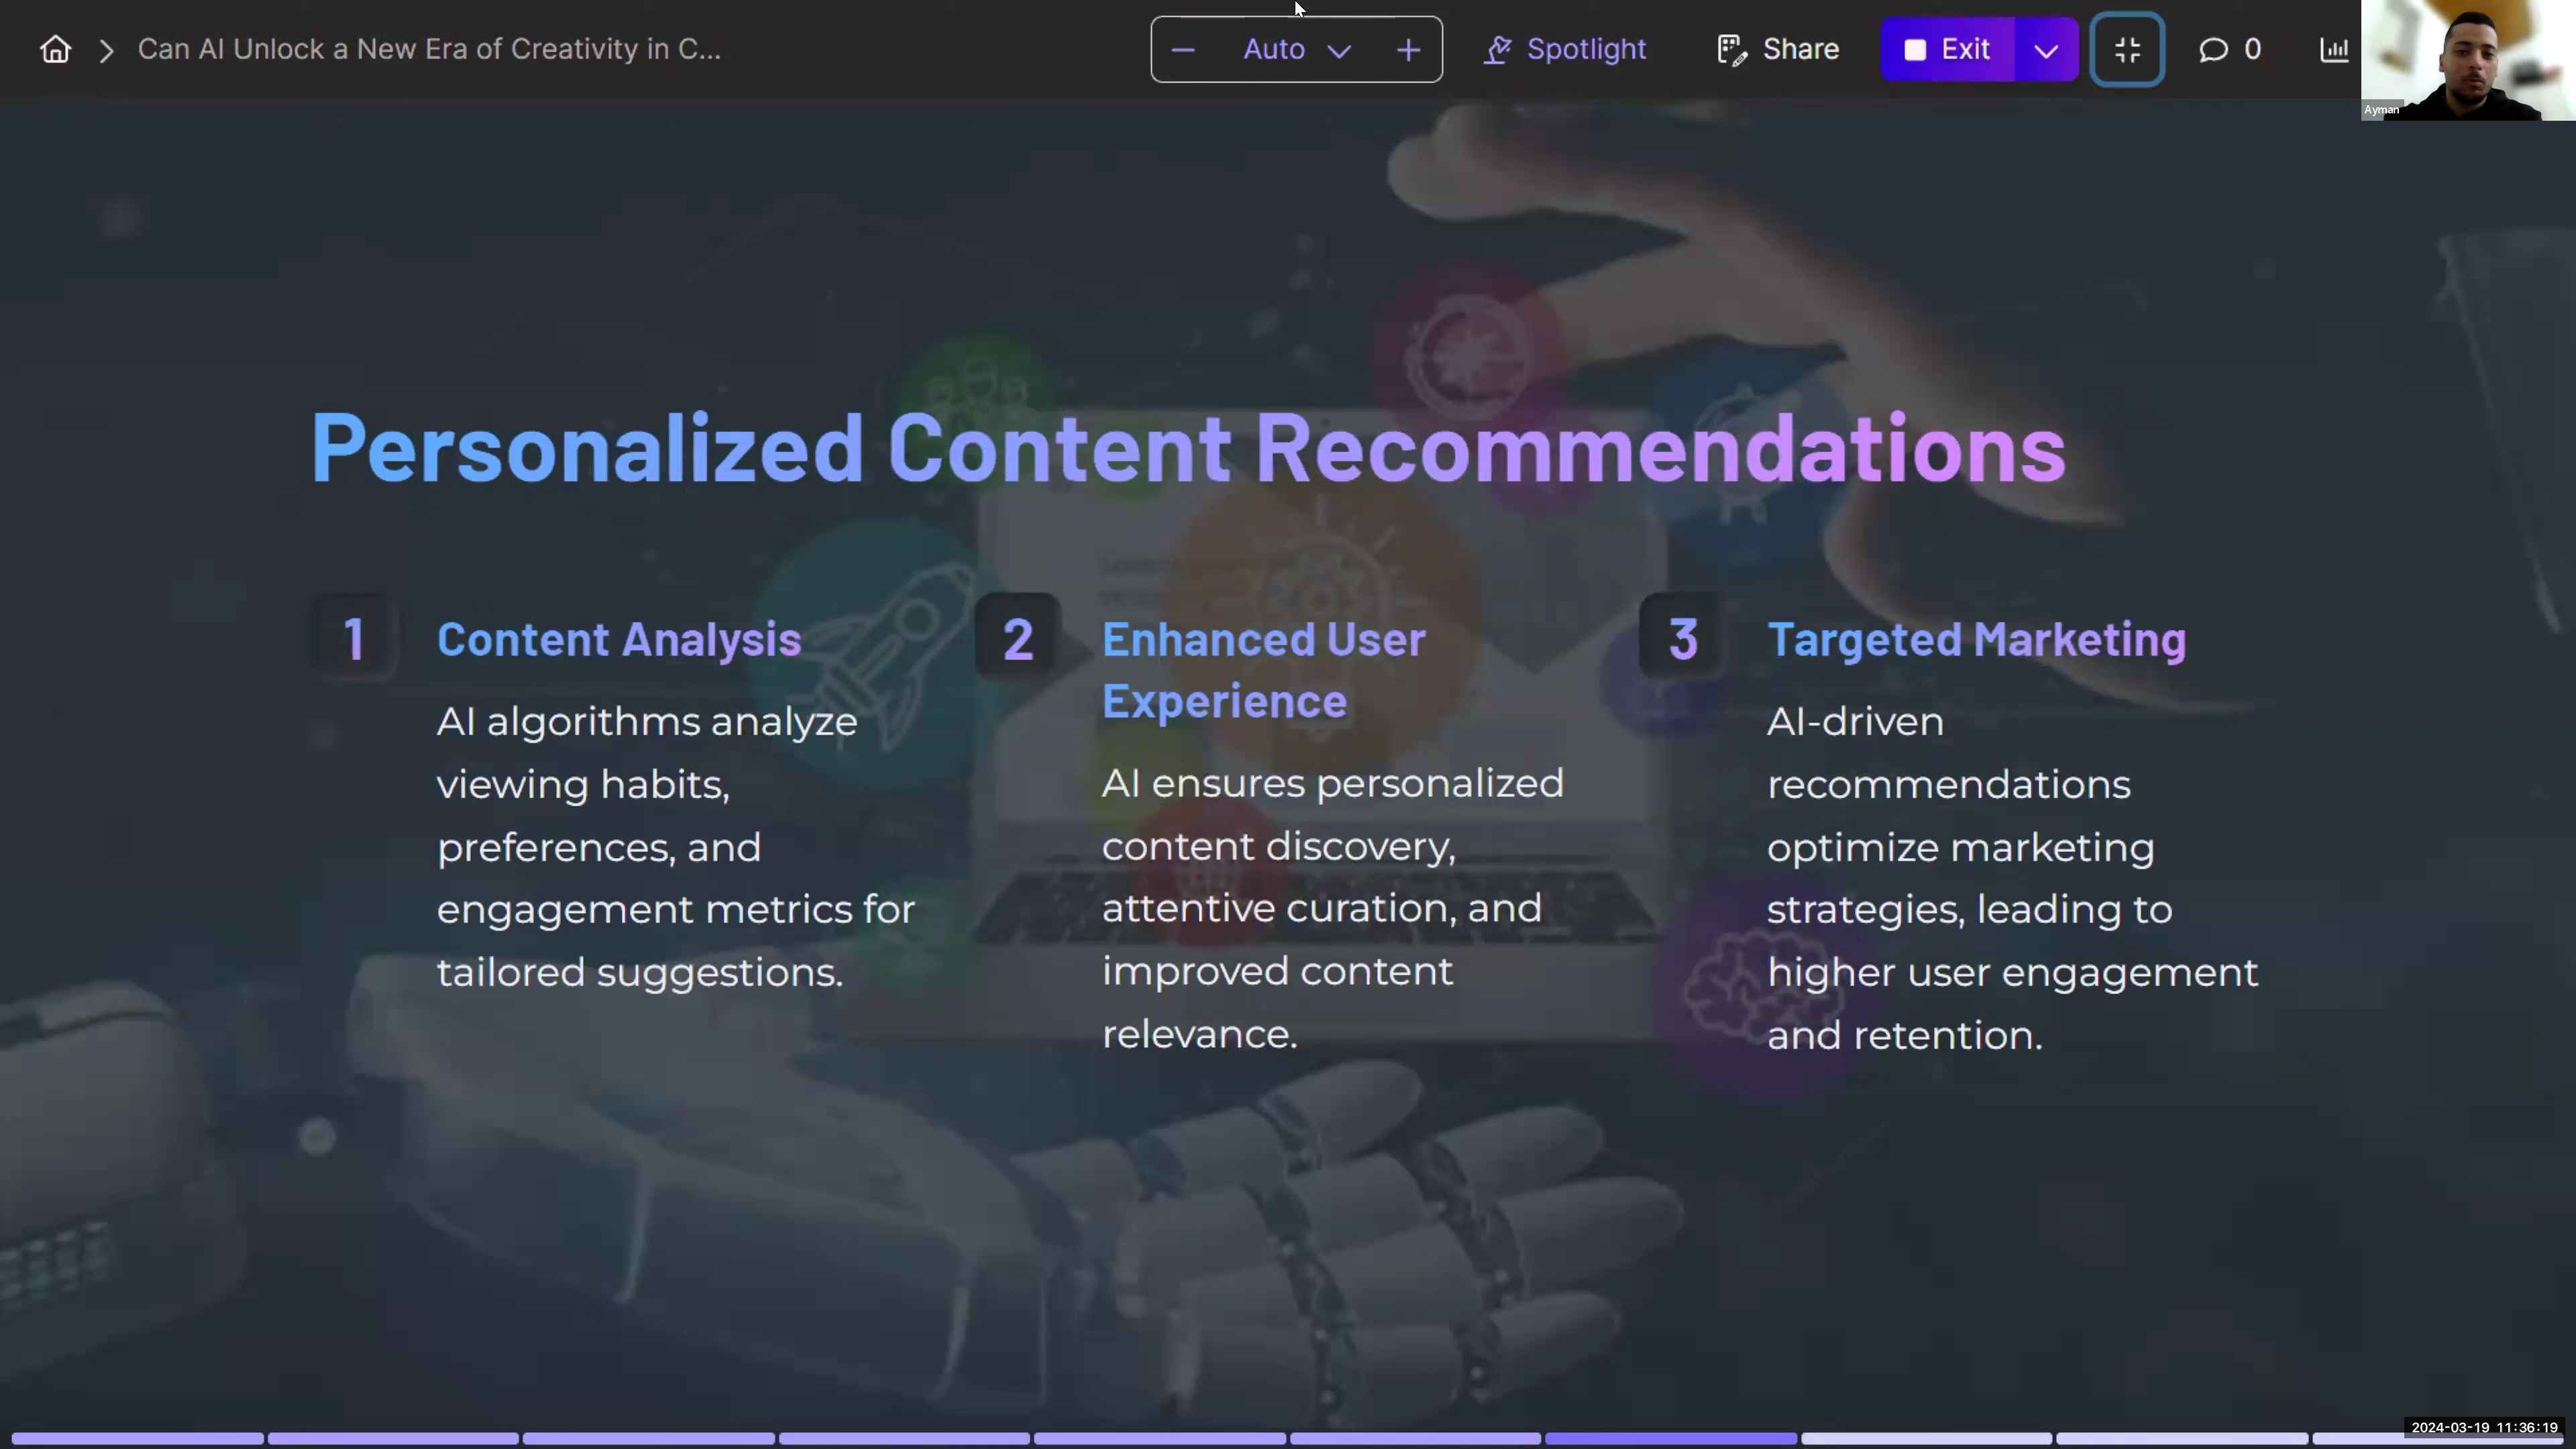 Can AI Unlock a New Era of Creativity in C...
Auto
Spotlight
Share
Exit
0
Ayman
Personalized Content Recommendations
1
Content Analysis
AI algorithms analyze
viewing habits,
preferences, and
engagement metrics for
tailored suggestions.
2
Enhanced User
Experience
AI ensures personalized
content discovery,
attentive curation, and
improved content
relevance.
3
Targeted Marketing
AI-driven
recommendations
optimize marketing
strategies, leading to
higher user engagement
and retention.
2024-03-19 11:36:19